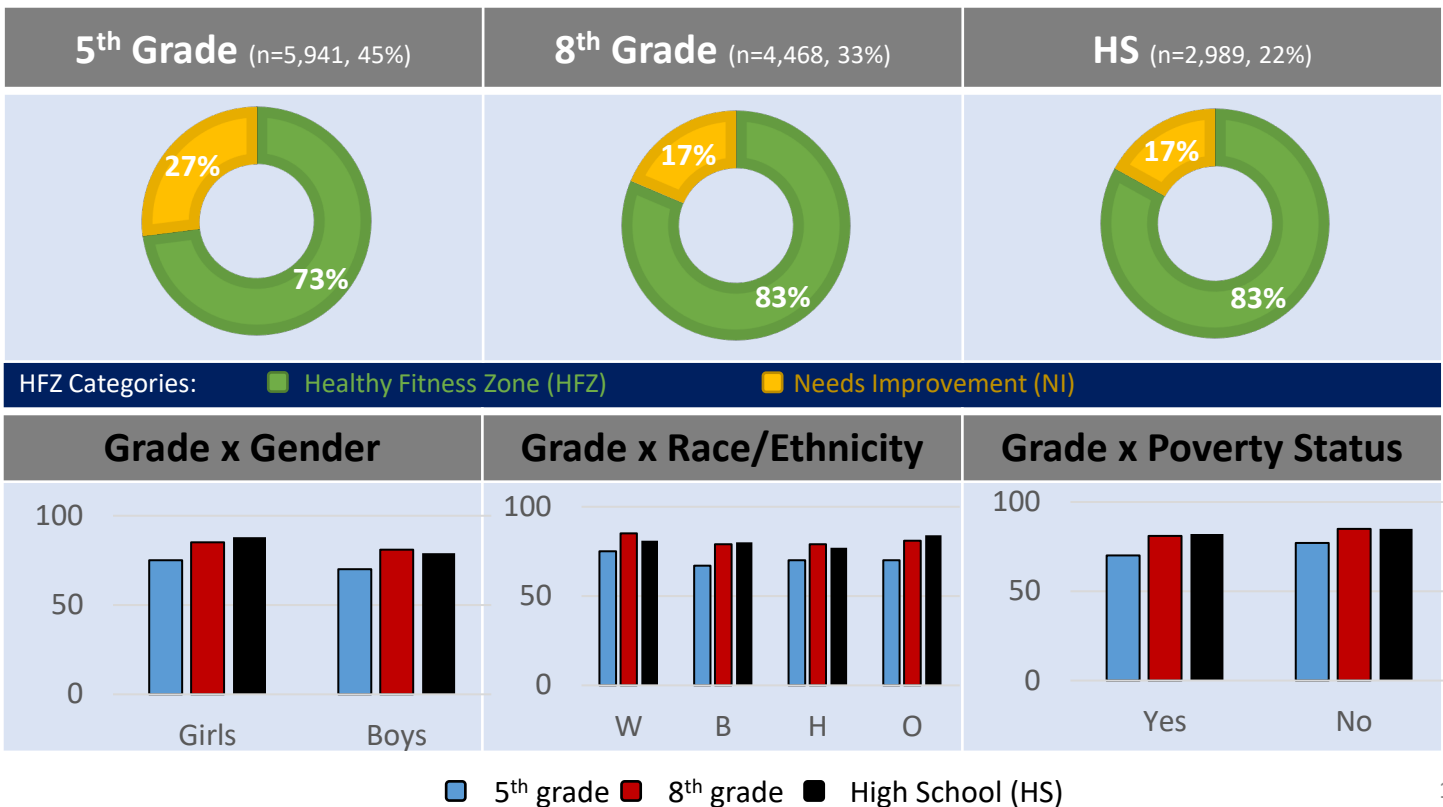 5th Grade (n=5,941, 45%)
8th Grade (n=4,468, 33%)
HS (n=2,989, 22%)
27%
73%
17%
83%
17%
83%
HFZ Categories: Healthy Fitness Zone (HFZ) Needs Improvement (NI)
Grade x Gender
Grade x Race/Ethnicity
Grade x Poverty Status
100
50
0
Girls Boys
100
50
0
W B H O
100
50
0
Yes No
5th grade 8th grade High School (HS)